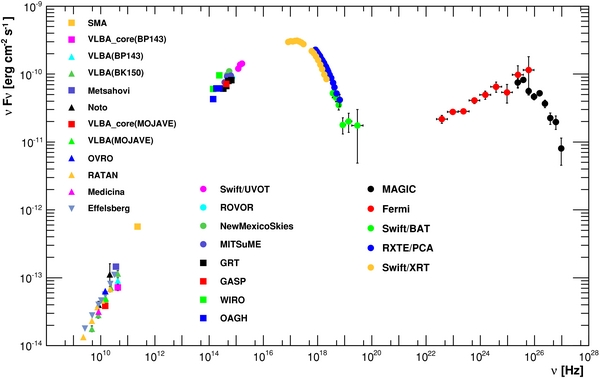 ν Fν [erg cm⁻² s⁻¹]
10⁻⁹
10⁻¹⁰
10⁻¹¹
10⁻¹²
10⁻¹³
10⁻¹⁴
SMA
VLBA_core(BP143)
VLBA(BP143)
VLBA(BK150)
Metsahovi
Noto
VLBA_core(MOJAVE)
VLBA(MOJAVE)
OVRO
RATAN
Medicina
Effelsberg
Swift/UVOT
ROVOR
NewMexicoSkies
MITSuME
GRT
GASP
WIRO
OAGH
MAGIC
Fermi
Swift/BAT
RXTE/PCA
Swift/XRT
10¹⁰ 10¹² 10¹⁴ 10¹⁶ 10¹⁸ 10²⁰ 10²² 10²⁴ 10²⁶ 10²⁸
ν [Hz]